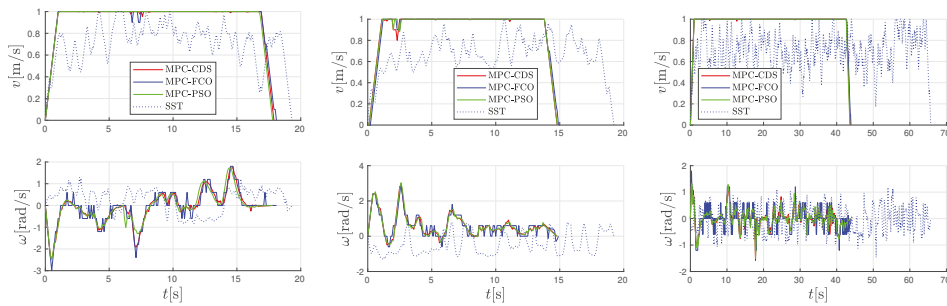 v[m/s]
1
0.8
0.6
0.4
0.2
0
MPC-CDS
MPC-FCO
MPC-PSO
SST
0 5 10 15 20
v[m/s]
1
0.8
0.6
0.4
0.2
0
MPC-CDS
MPC-FCO
MPC-PSO
SST
0 5 10 15 20
v[m/s]
1
0.8
0.6
0.4
0.2
0
MPC-CDS
MPC-FCO
MPC-PSO
SST
0 10 20 30 40 50 60 70
ω[rad/s]
2
1
0
-1
-2
-3
0 5 10 15 20
t[s]
ω[rad/s]
4
2
0
-2
0 5 10 15 20
t[s]
ω[rad/s]
2
1
0
-1
-2
0 10 20 30 40 50 60 70
t[s]